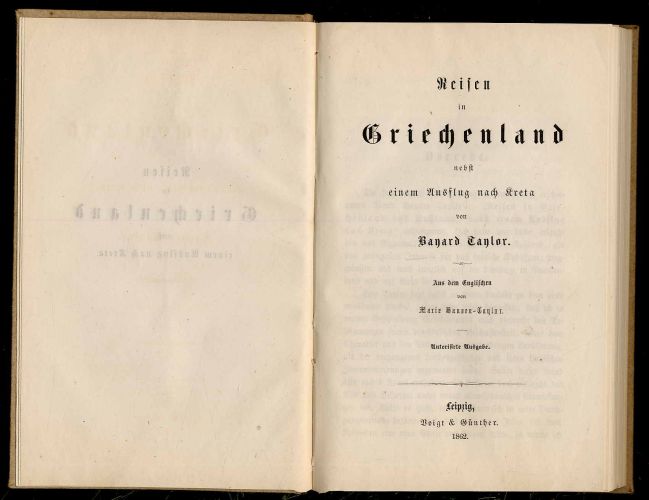 Reisen
in
Griechenland
nebst
einem Ausflug nach Kreta
von
Bayard Taylor.
Aus dem Englischen
von
Marie Hansen-Taylor.
Autorisirte Ausgabe.
Leipzig,
Voigt & Günther.
1862.